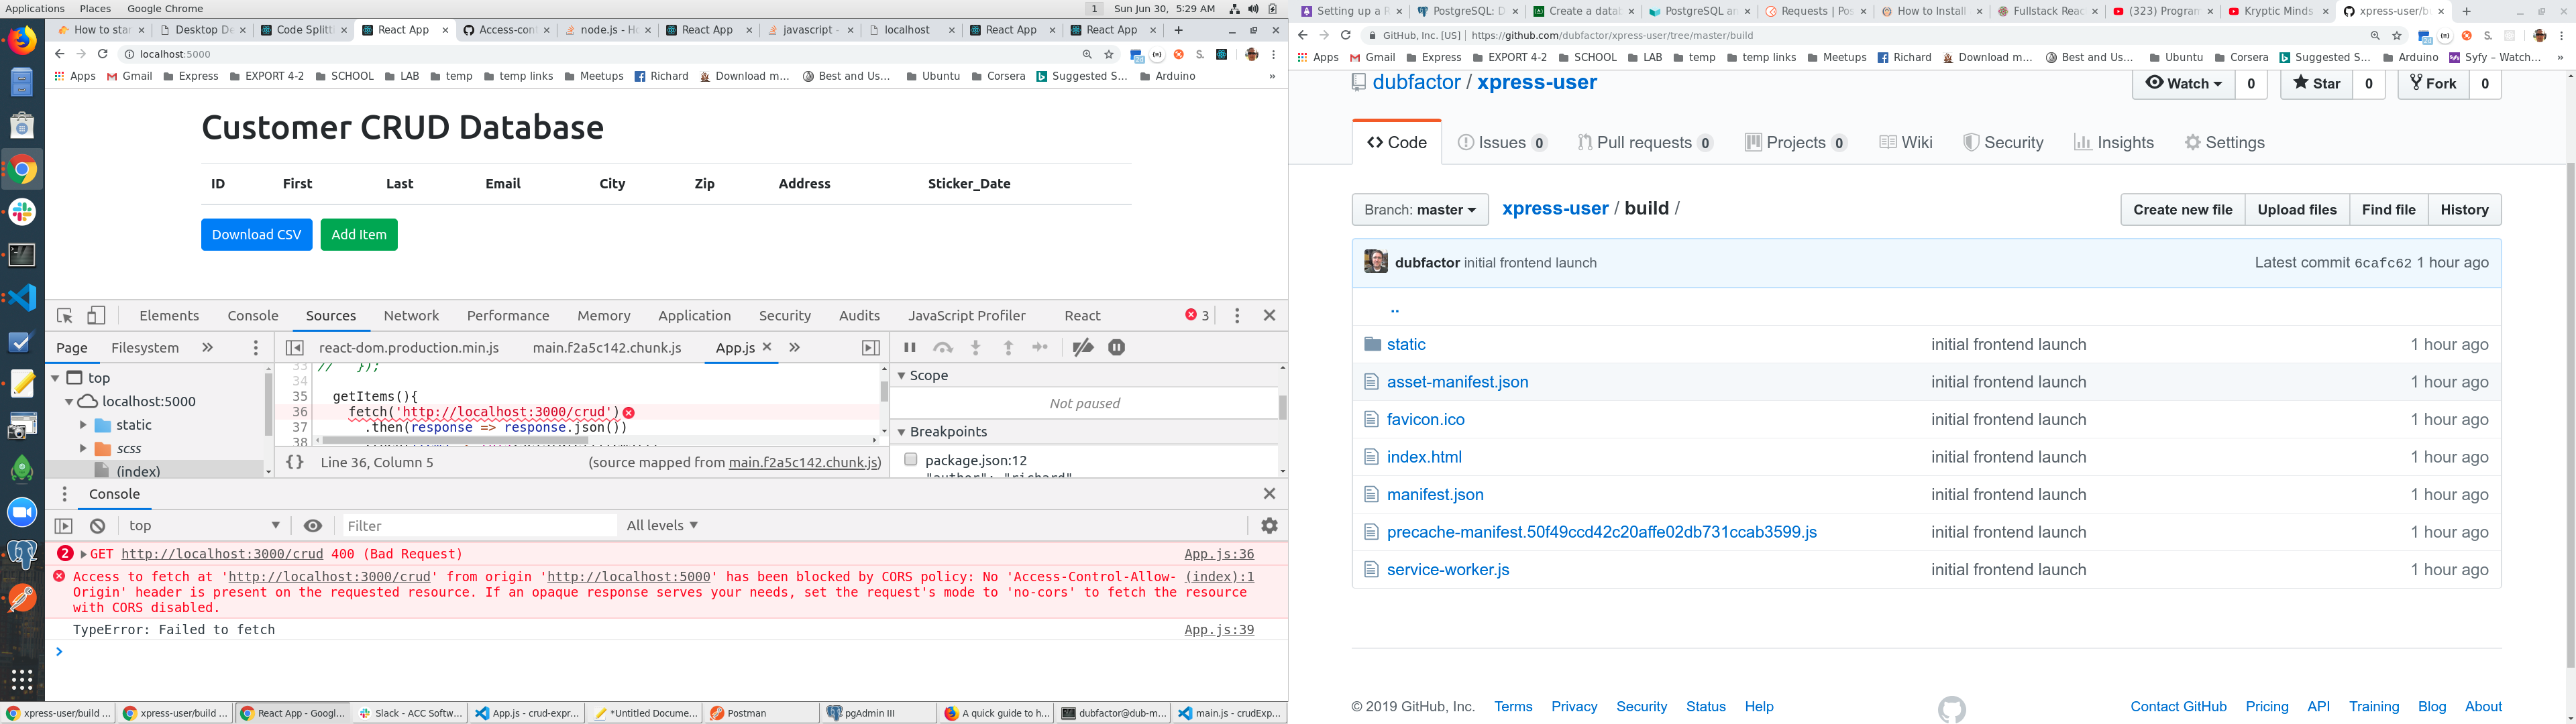 Applications Places Google Chrome
1 Sun Jun 30, 5:29 AM
How to star
Desktop De
Code Splitt
React App
Access-con
node.js - Ho
React App
javascript -
localhost
React App
React App
localhost:5000
Apps Gmail Express EXPORT 4-2 SCHOOL LAB temp temp links Meetups Richard Download m... Best and Us... Ubuntu Corsera Suggested S... Arduino »
Customer CRUD Database
ID First Last Email City Zip Address Sticker_Date
Download CSV Add Item
Elements Console Sources Network Performance Memory Application Security Audits JavaScript Profiler React 3
Page Filesystem »
react-dom.production.min.js main.f2a5c142.chunk.js App.js × »
top
localhost:5000
static
scss
(index)
33 // });
34
35 getItems(){
36 fetch('http://localhost:3000/crud')
37 .then(response => response.json())
38
{} Line 36, Column 5 (source mapped from main.f2a5c142.chunk.js)
Scope
Not paused
Breakpoints
package.json:12
"author": "richard"
Console
top Filter All levels
2 GET http://localhost:3000/crud 400 (Bad Request) App.js:36
Access to fetch at 'http://localhost:3000/crud' from origin 'http://localhost:5000' has been blocked by CORS policy: No 'Access-Control-Allow- (index):1
Origin' header is present on the requested resource. If an opaque response serves your needs, set the request's mode to 'no-cors' to fetch the resource
with CORS disabled.
TypeError: Failed to fetch App.js:39
xpress-user/build ...
xpress-user/build ...
React App - Googl...
Slack - ACC Softw...
App.js - crud-expr...
*Untitled Docume...
Postman
pgAdmin III
A quick guide to h...
dubfactor@dub-m...
main.js - crudExp...
Setting up a R
PostgreSQL: D
Create a datab
PostgreSQL an
Requests | Pos
How to Install
Fullstack Reac
(323) Program
Kryptic Minds
xpress-user/bu
GitHub, Inc. [US] | https://github.com/dubfactor/xpress-user/tree/master/build
Apps Gmail Express EXPORT 4-2 SCHOOL LAB temp temp links Meetups Richard Download m... Best and Us... Ubuntu Corsera Suggested S... Arduino Syfy – Watch... »
dubfactor / xpress-user
Watch 0 Star 0 Fork 0
Code Issues 0 Pull requests 0 Projects 0 Wiki Security Insights Settings
Branch: master xpress-user / build /
Create new file Upload files Find file History
dubfactor initial frontend launch Latest commit 6cafc62 1 hour ago
..
static initial frontend launch 1 hour ago
asset-manifest.json initial frontend launch 1 hour ago
favicon.ico initial frontend launch 1 hour ago
index.html initial frontend launch 1 hour ago
manifest.json initial frontend launch 1 hour ago
precache-manifest.50f49ccd42c20affe02db731ccab3599.js initial frontend launch 1 hour ago
service-worker.js initial frontend launch 1 hour ago
© 2019 GitHub, Inc. Terms Privacy Security Status Help
Contact GitHub Pricing API Training Blog About